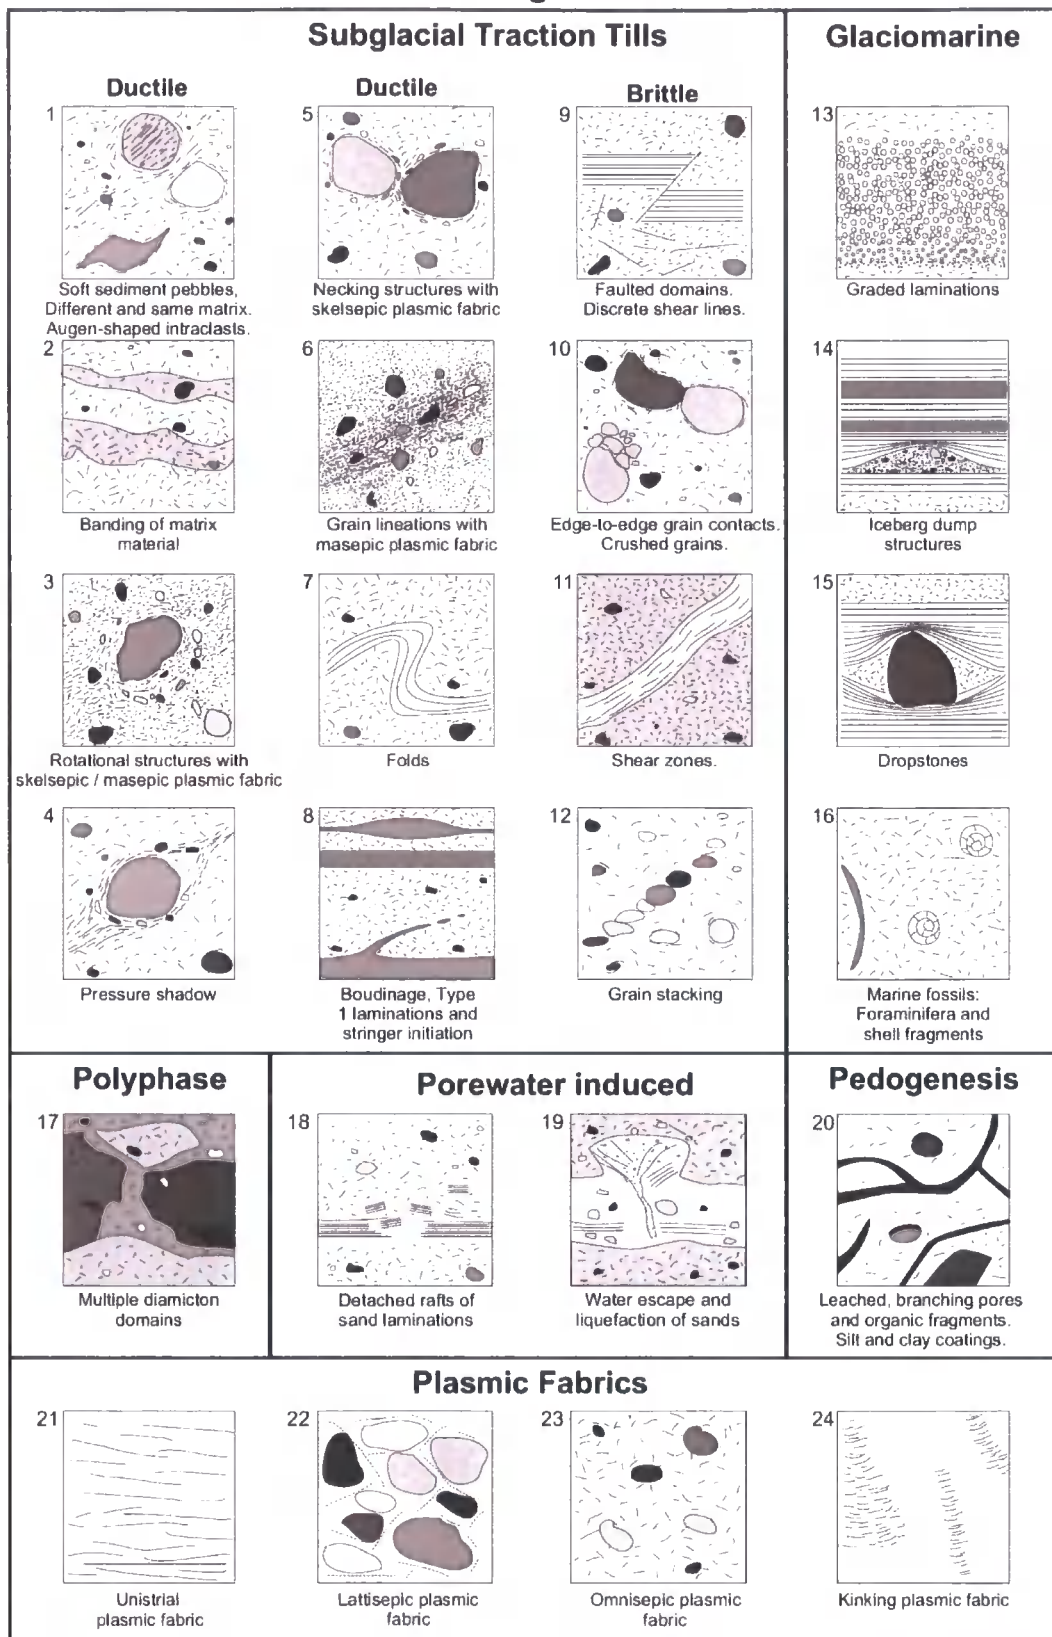 Subglacial Traction Tills
Glaciomarine
Ductile
Ductile
Brittle
1
Soft sediment pebbles,
Different and same matrix.
Augen-shaped intraclasts.
5
Necking structures with
skelsepic plasmic fabric
9
Faulted domains.
Discrete shear lines.
13
Graded laminations
2
Banding of matrix
material
6
Grain lineations with
masepic plasmic fabric
10
Edge-to-edge grain contacts.
Crushed grains.
14
Iceberg dump
structures
3
Rotational structures with
skelsepic / masepic plasmic fabric
7
Folds
11
Shear zones.
15
Dropstones
4
Pressure shadow
8
Boudinage, Type
1 laminations and
stringer initiation
12
Grain stacking
16
Marine fossils:
Foraminifera and
shell fragments
Polyphase
Porewater induced
Pedogenesis
17
Multiple diamicton
domains
18
Detached rafts of
sand laminations
19
Water escape and
liquefaction of sands
20
Leached, branching pores
and organic fragments.
Silt and clay coatings.
Plasmic Fabrics
21
Unistrial
plasmic fabric
22
Lattisepic plasmic
fabric
23
Omnisepic plasmic
fabric
24
Kinking plasmic fabric